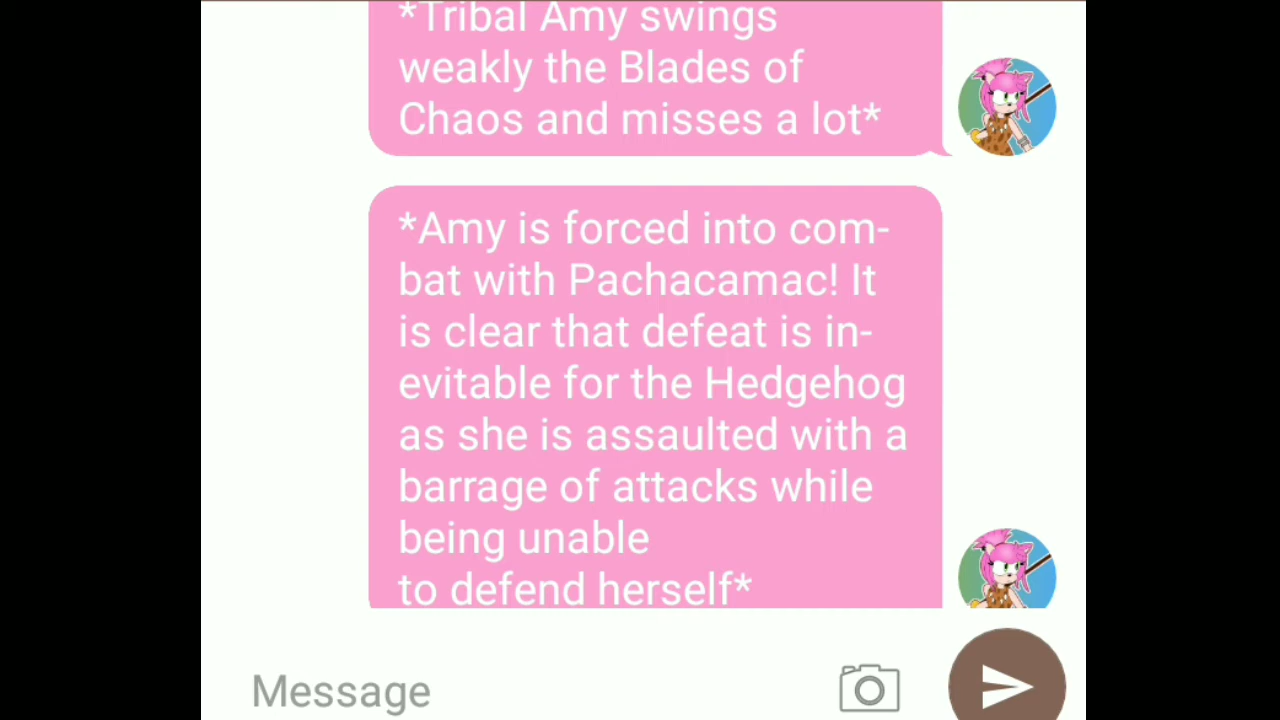 *Tribal Amy swings
weakly the Blades of
Chaos and misses a lot*
*Amy is forced into com-
bat with Pachacamac! It
is clear that defeat is in-
evitable for the Hedgehog
as she is assaulted with a
barrage of attacks while
being unable
to defend herself*
Message